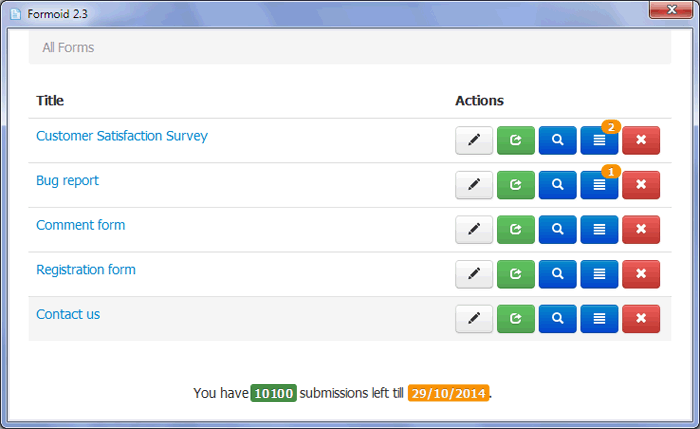 Formoid 2.3
All Forms
Title Actions
Customer Satisfaction Survey 2
Bug report 1
Comment form
Registration form
Contact us
You have 10100 submissions left till 29/10/2014.